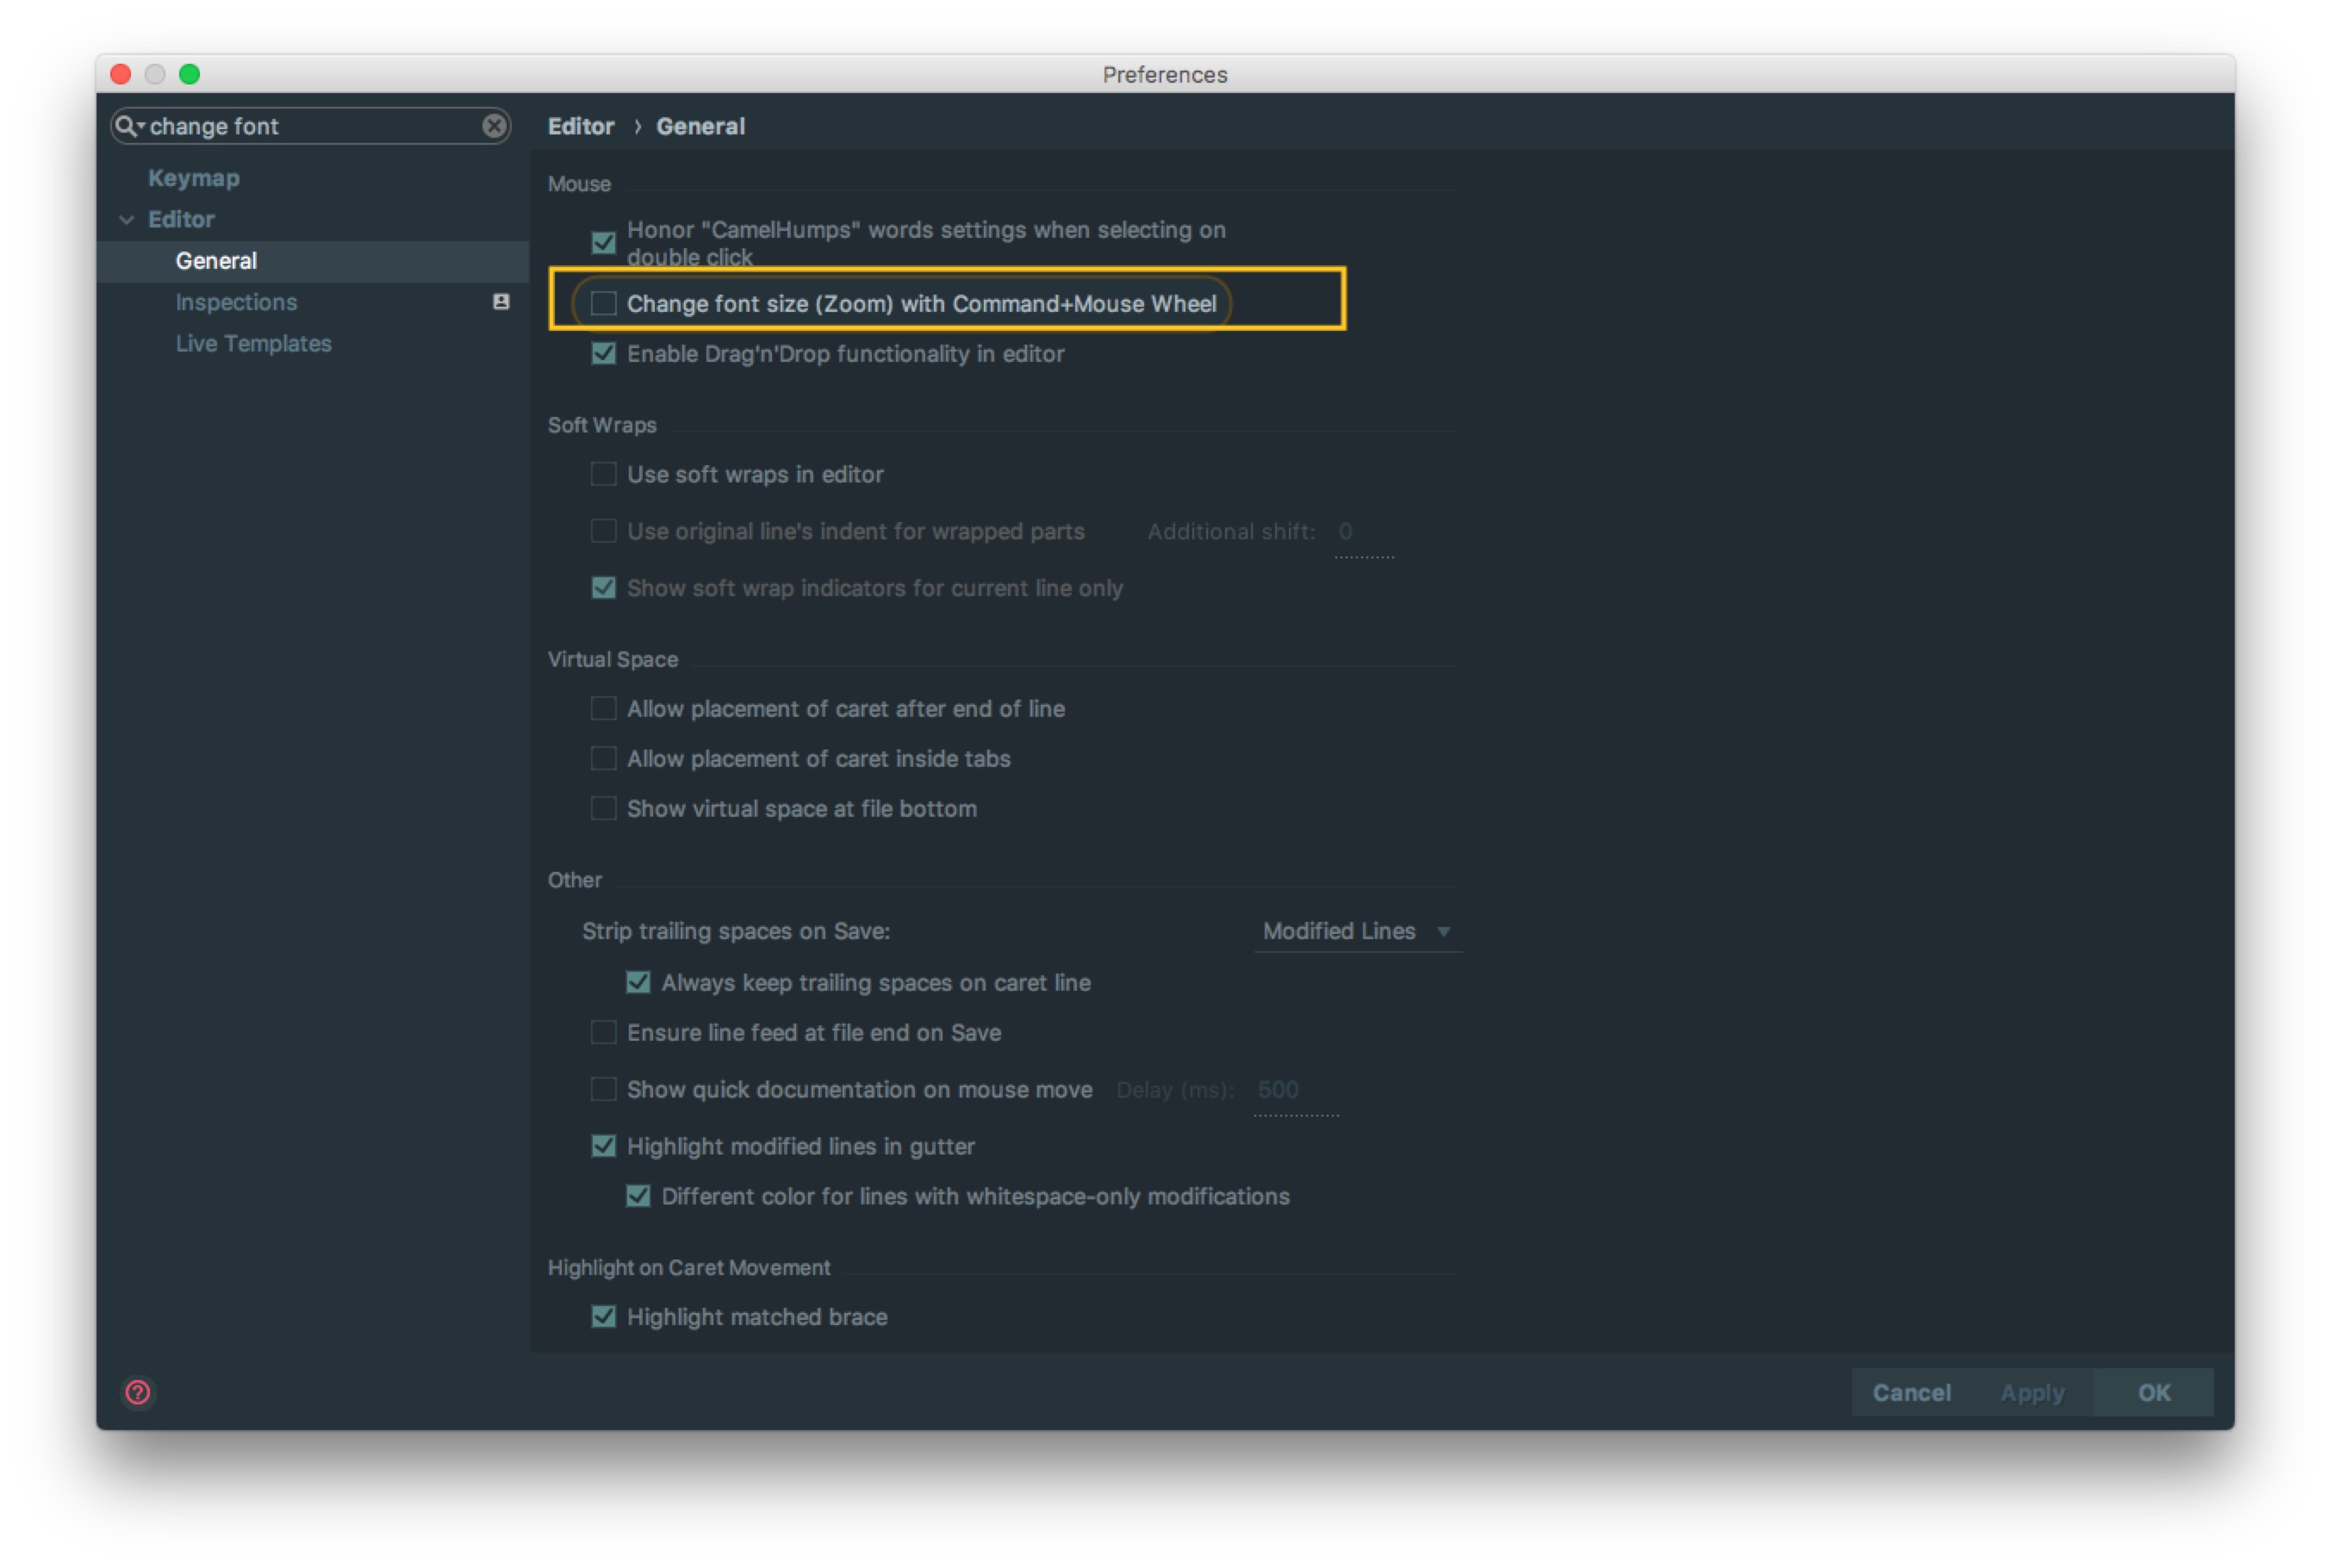 Preferences
change font
Editor › General
Keymap
Editor
General
Inspections
Live Templates
Mouse
Honor "CamelHumps" words settings when selecting on
double click
Change font size (Zoom) with Command+Mouse Wheel
Enable Drag'n'Drop functionality in editor
Soft Wraps
Use soft wraps in editor
Use original line's indent for wrapped parts Additional shift: 0
Show soft wrap indicators for current line only
Virtual Space
Allow placement of caret after end of line
Allow placement of caret inside tabs
Show virtual space at file bottom
Other
Strip trailing spaces on Save: Modified Lines
Always keep trailing spaces on caret line
Ensure line feed at file end on Save
Show quick documentation on mouse move Delay (ms): 500
Highlight modified lines in gutter
Different color for lines with whitespace-only modifications
Highlight on Caret Movement
Highlight matched brace
? Cancel Apply OK